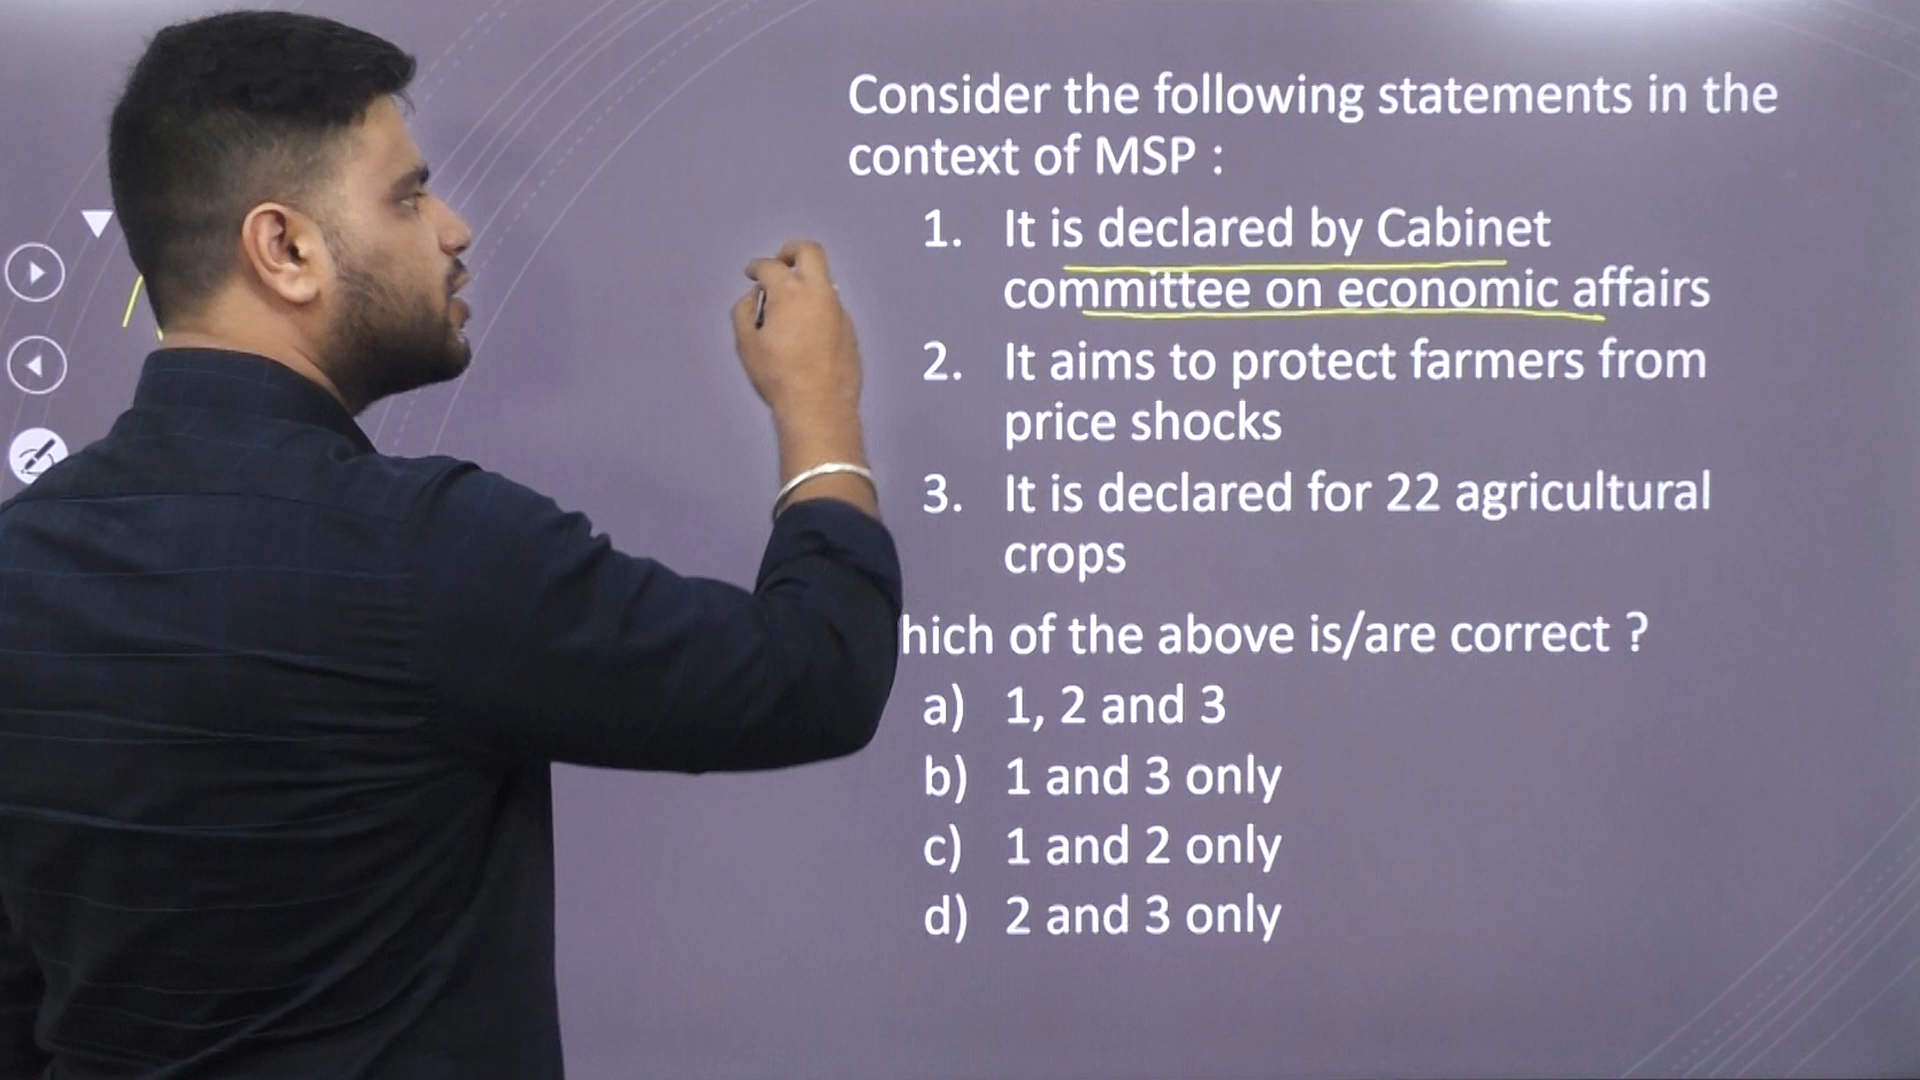 Consider the following statements in the
context of MSP :
1. It is declared by Cabinet
committee on economic affairs
2. It aims to protect farmers from
price shocks
3. It is declared for 22 agricultural
crops
hich of the above is/are correct ?
a) 1, 2 and 3
b) 1 and 3 only
c) 1 and 2 only
d) 2 and 3 only